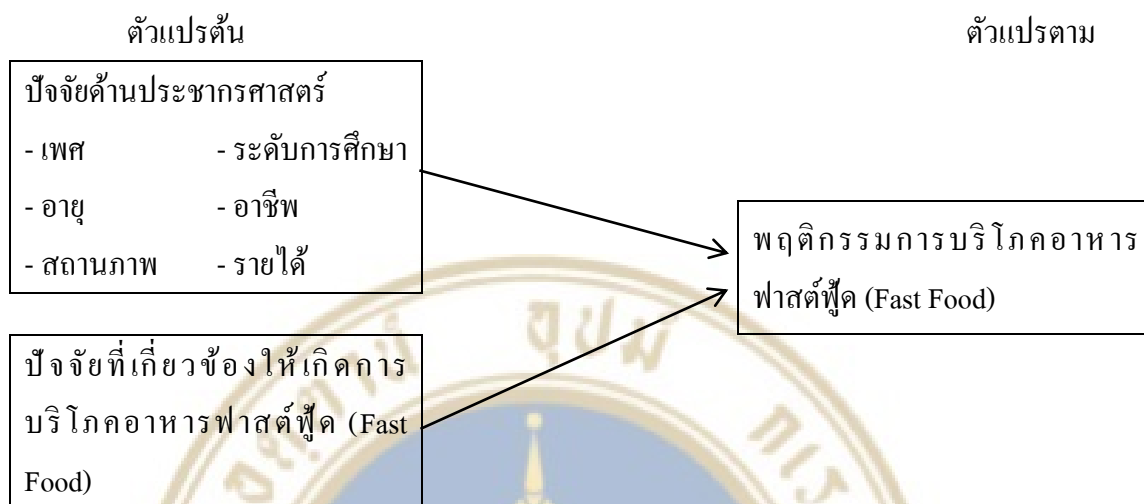 ตัวแปรต้น ตัวแปรตาม
ปัจจัยด้านประชากรศาสตร์
- เพศ - ระดับการศึกษา
- อายุ - อาชีพ
- สถานภาพ - รายได้
พฤติกรรมการบริโภคอาหาร
ฟาสต์ฟู้ด (Fast Food)
ปัจจัยที่เกี่ยวข้องให้เกิดการ
บริโภคอาหารฟาสต์ฟู้ด (Fast
Food)